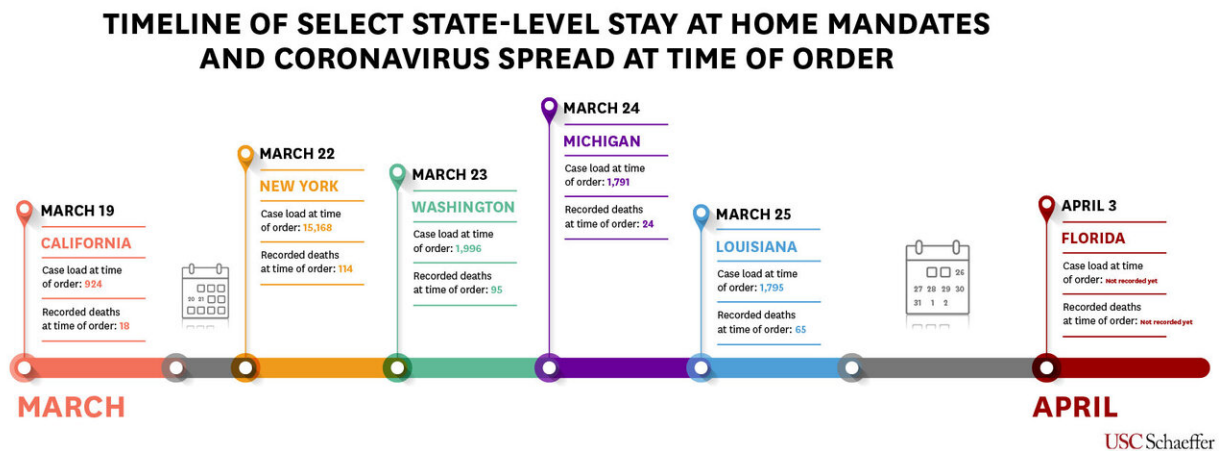 TIMELINE OF SELECT STATE-LEVEL STAY AT HOME MANDATES
AND CORONAVIRUS SPREAD AT TIME OF ORDER
MARCH 19
CALIFORNIA
Case load at time
of order: 924
Recorded deaths
at time of order: 18
20 21
MARCH 22
NEW YORK
Case load at time
of order: 15,168
Recorded deaths
at time of order: 114
MARCH 23
WASHINGTON
Case load at time
of order: 1,996
Recorded deaths
at time of order: 95
MARCH 24
MICHIGAN
Case load at time
of order: 1,791
Recorded deaths
at time of order: 24
MARCH 25
LOUISIANA
Case load at time
of order: 1,795
Recorded deaths
at time of order: 65
26
27 28 29 30
31 1 2
APRIL 3
FLORIDA
Case load at time
of order: Not recorded yet
Recorded deaths
at time of order: Not recorded yet
MARCH
APRIL
USC Schaeffer